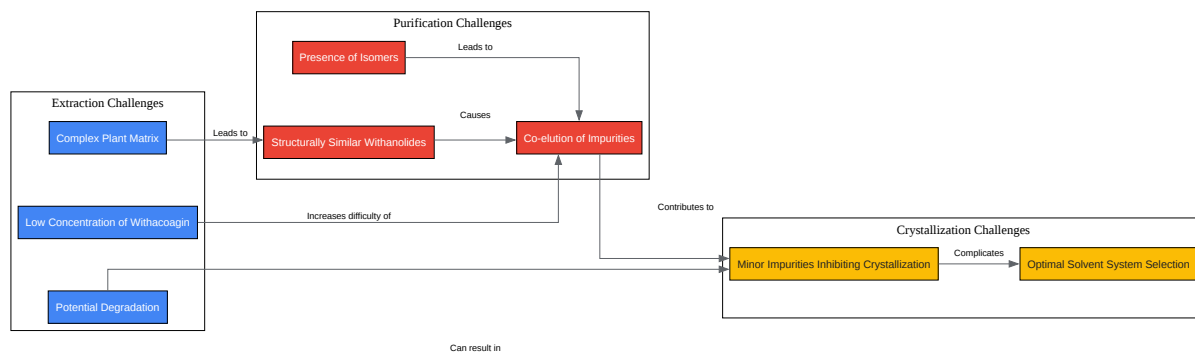 Purification Challenges
Presence of Isomers
Leads to
Extraction Challenges
Complex Plant Matrix
Leads to
Structurally Similar Withanolides
Causes
Co-elution of Impurities
Low Concentration of Withacoagin
Increases difficulty of
Contributes to
Crystallization Challenges
Minor Impurities Inhibiting Crystallization
Complicates
Optimal Solvent System Selection
Potential Degradation
Can result in